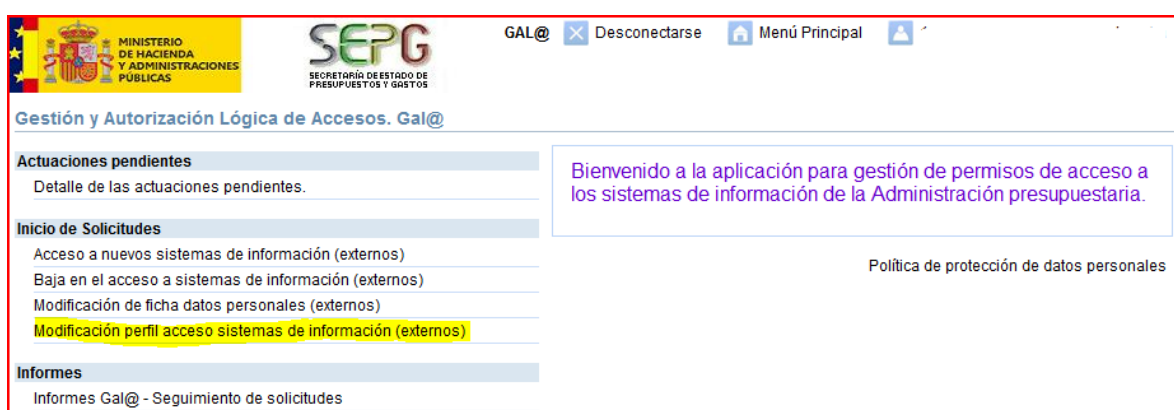 MINISTERIO
DE HACIENDA
Y ADMINISTRACIONES
PÚBLICAS
SEPG
SECRETARÍA DE ESTADO DE
PRESUPUESTOS Y GASTOS
GAL@ Desconectarse Menú Principal
Gestión y Autorización Lógica de Accesos. Gal@
Actuaciones pendientes
Detalle de las actuaciones pendientes.
Inicio de Solicitudes
Acceso a nuevos sistemas de información (externos)
Baja en el acceso a sistemas de información (externos)
Modificación de ficha datos personales (externos)
Modificación perfil acceso sistemas de información (externos)
Informes
Informes Gal@ - Seguimiento de solicitudes
Bienvenido a la aplicación para gestión de permisos de acceso a
los sistemas de información de la Administración presupuestaria.
Política de protección de datos personales